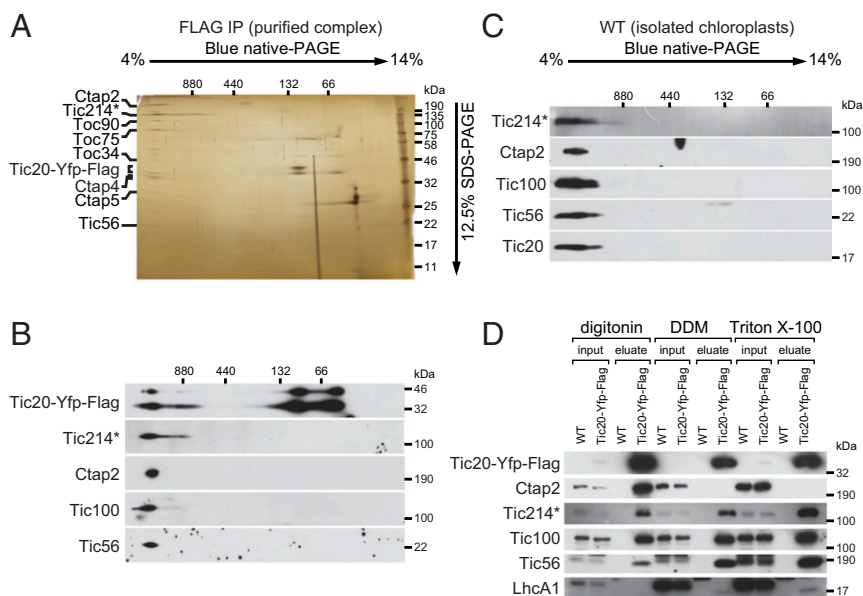 A
FLAG IP (purified complex)
Blue native-PAGE
4% 14%
880 440 132 66 kDa
Ctap2
Tic214*
Toc90
Toc75
Toc34
Tic20-Yfp-Flag
Ctap4
Ctap5
Tic56
190
135
100
75
58
46
32
25
22
17
11
12.5% SDS-PAGE
B
880 440 132 66 kDa
Tic20-Yfp-Flag 46
32
Tic214* 100
Ctap2 190
Tic100 100
Tic56 22
C
WT (isolated chloroplasts)
Blue native-PAGE
4% 14%
880 440 132 66 kDa
Tic214* 100
Ctap2 190
Tic100 100
Tic56 22
Tic20 17
D
digitonin DDM Triton X-100
input eluate input eluate input eluate
WT Tic20-Yfp-Flag WT Tic20-Yfp-Flag WT Tic20-Yfp-Flag WT Tic20-Yfp-Flag WT Tic20-Yfp-Flag WT Tic20-Yfp-Flag
kDa
Tic20-Yfp-Flag 32
Ctap2 190
Tic214* 100
Tic100 100
Tic56 190
LhcA1 17